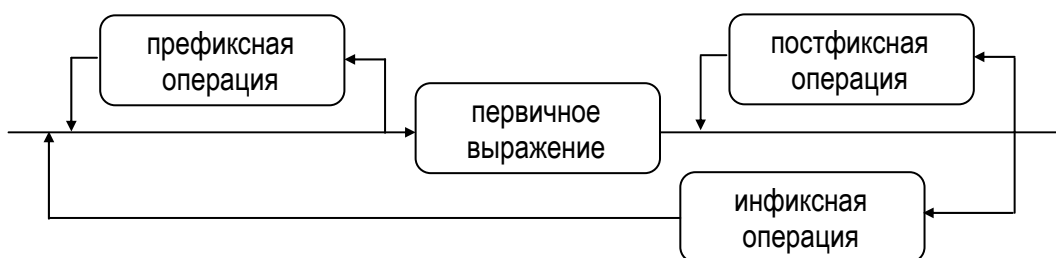 префиксная
операция
постфиксная
операция
первичное
выражение
инфиксная
операция